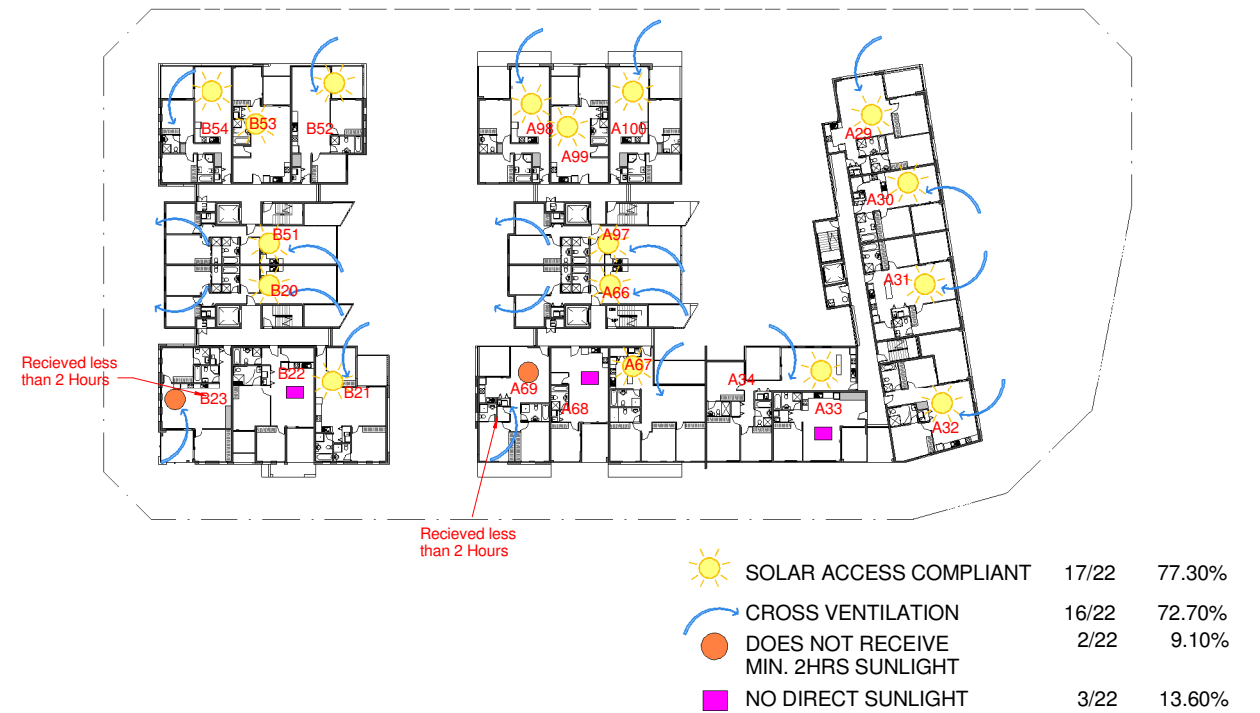 B54
B53
B52
A98
A99
A100
A29
A30
B51
A97
A31
B20
A66
Recieved less
than 2 Hours
B23
B22
B21
A69
A68
A67
A34
A33
A32
Recieved less
than 2 Hours
SOLAR ACCESS COMPLIANT 17/22 77.30%
CROSS VENTILATION 16/22 72.70%
DOES NOT RECEIVE 2/22 9.10%
MIN. 2HRS SUNLIGHT
NO DIRECT SUNLIGHT 3/22 13.60%